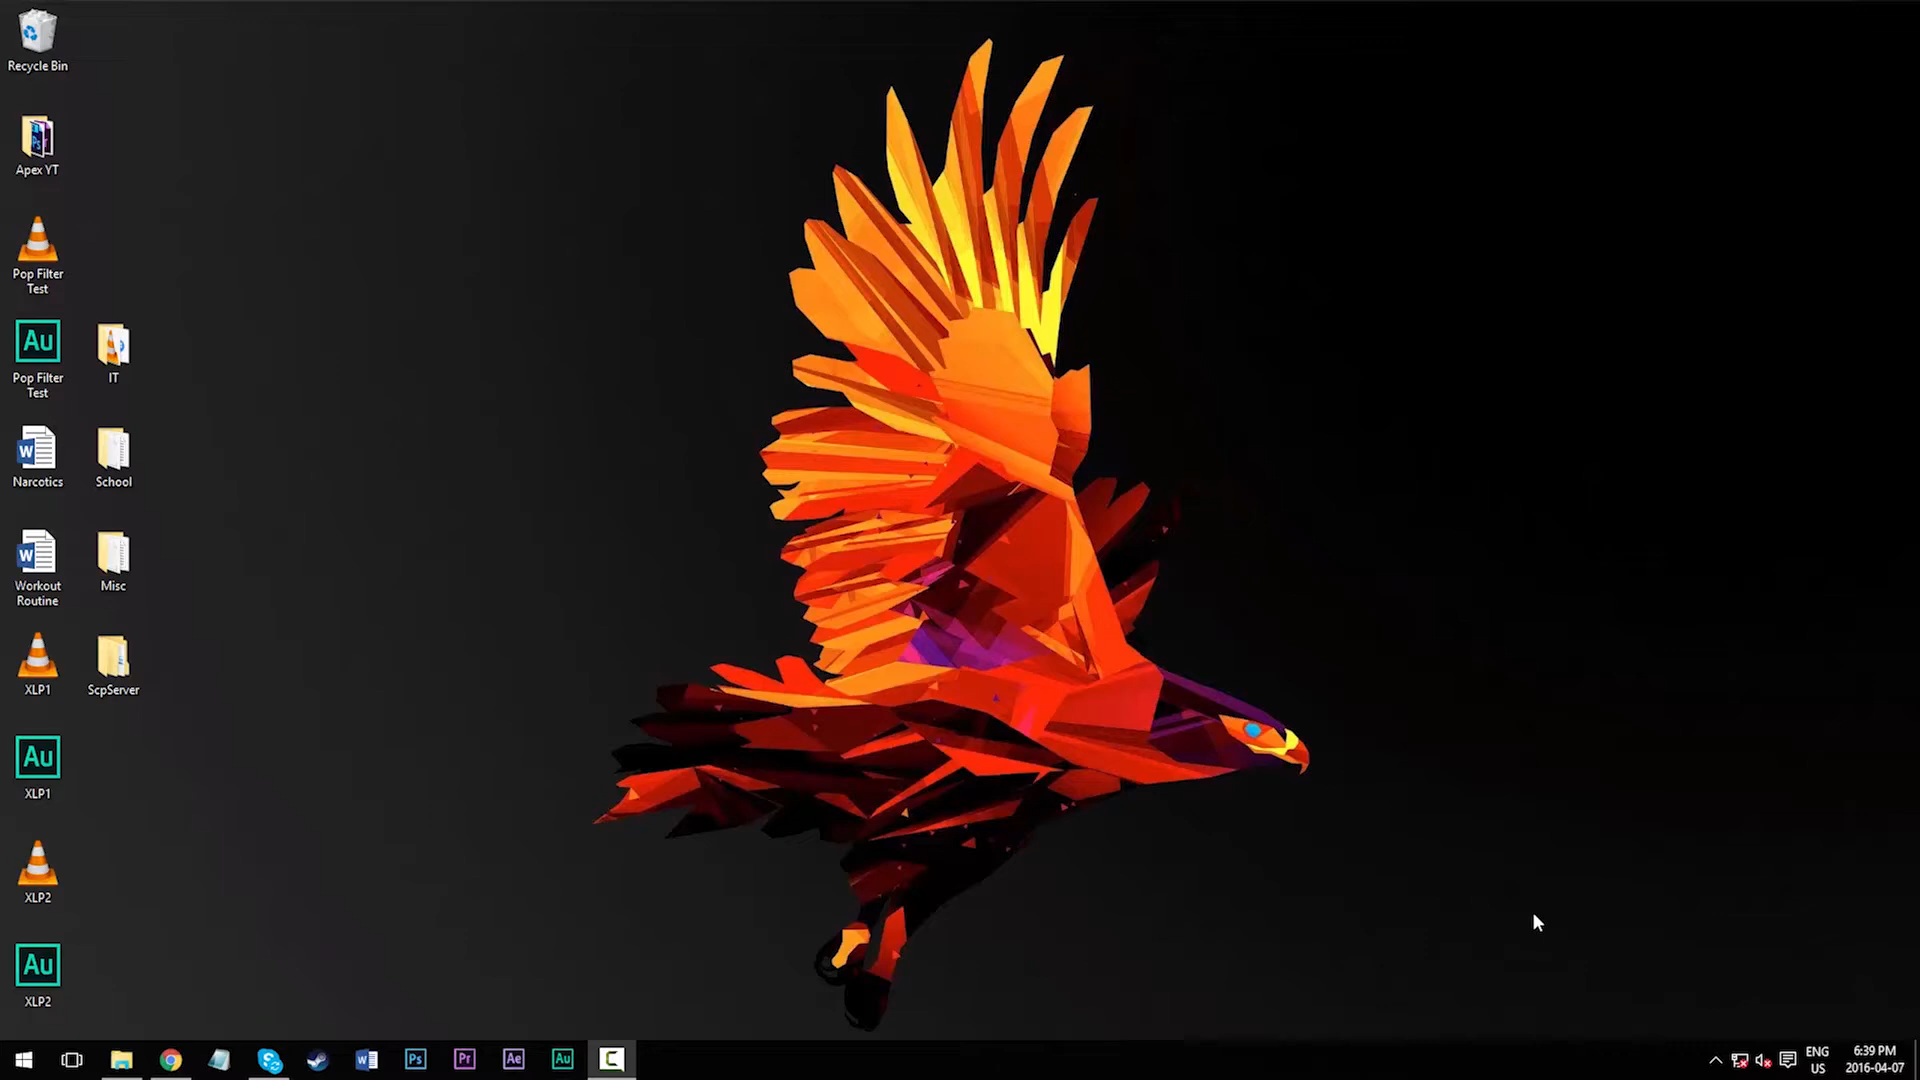 Recycle Bin
Apex YT
Pop Filter
Test
Au
Pop Filter
Test
IT
W
Narcotics
School
W
Workout
Routine
Misc
XLP1
ScpServer
Au
XLP1
XLP2
Au
XLP2
W
Ps
Pr
Ae
Au
C
ENG
US
6:39 PM
2016-04-07